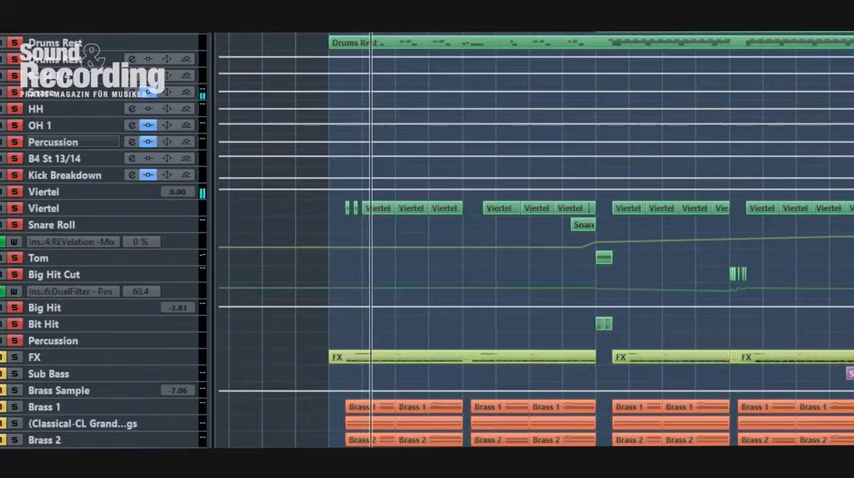 Sound &
Recording
PRAXIS-MAGAZIN FÜR MUSIKER
Drums Rest
Drums Rest
HH
OH 1
Percussion
B4 St 13/14
Kick Breakdown
Viertel 0.00
Viertel Viertel Viertel Viertel Viertel Viertel Viertel Viertel Viertel Viertel Vie Viertel Viertel Viertel
Snare Roll Snare
W Ins.:4:REVelation -Mix 0 %
Tom
Big Hit Cut
W Ins.:6:DualFilter - Pos 60.4
Big Hit -3.81
Bit Hit
Percussion
FX FX FX FX
Sub Bass S
Brass Sample -7.06
Brass 1 Brass 1 Brass 1 Brass 1 Brass 1 Brass 1 Brass 1 Brass 1 Brass 1
(Classical-CL Grand...gs
Brass 2 Brass 2 Brass 2 Brass 2 Brass 2 Brass 2 Brass 2 Brass 2 Brass 2